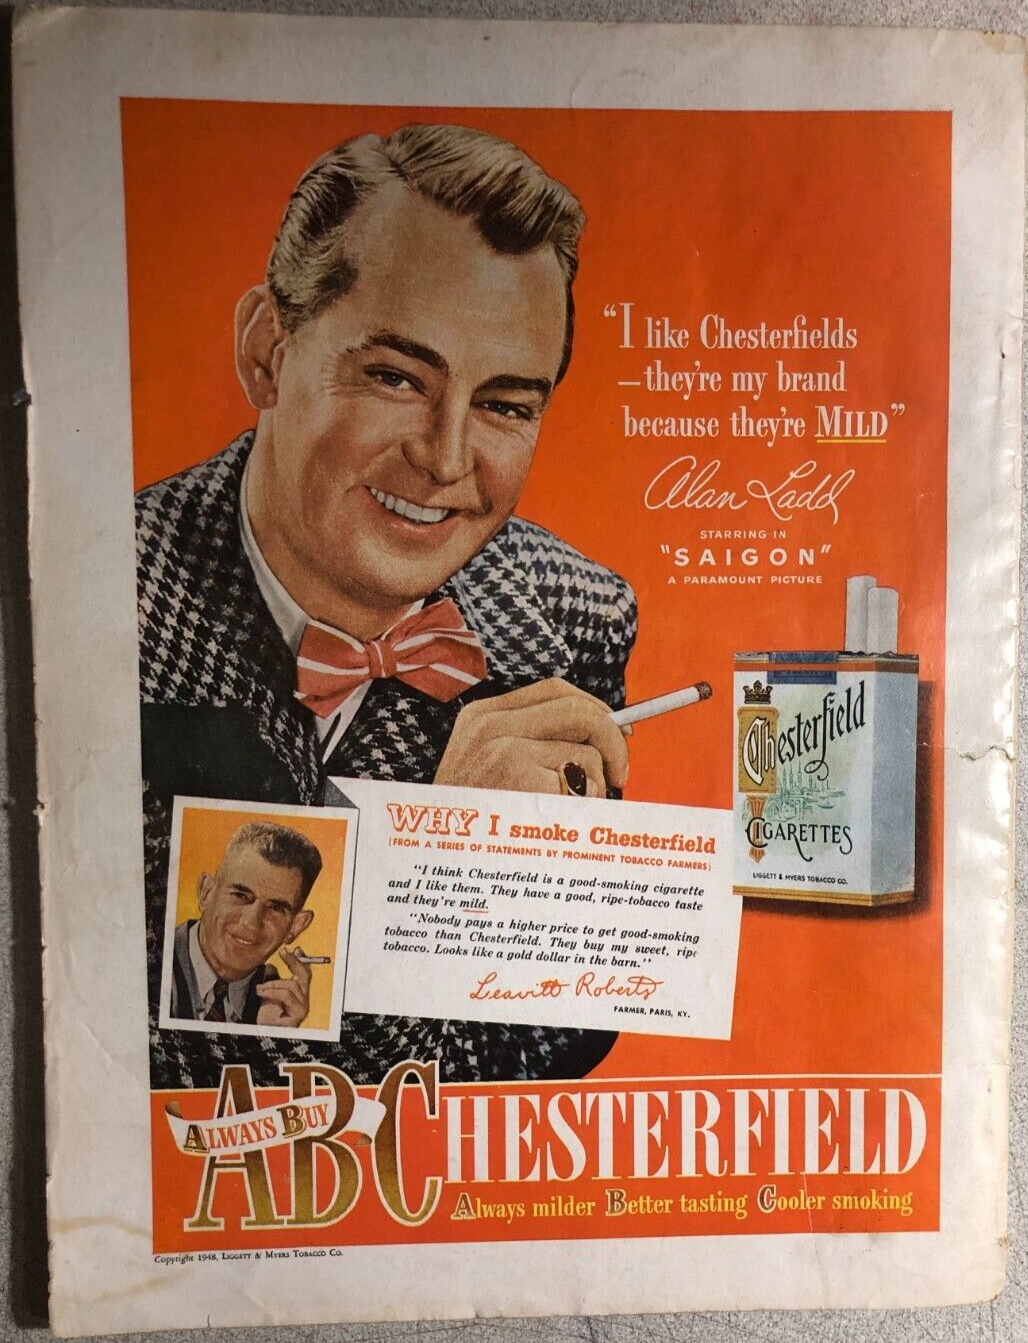 "I like Chesterfields
—they're my brand
because they're MILD"
Alan Ladd
STARRING IN
"SAIGON"
A PARAMOUNT PICTURE
Chesterfield
CIGARETTES
LIGGETT & MYERS TOBACCO CO.
WHY I smoke Chesterfield
(FROM A SERIES OF STATEMENTS BY PROMINENT TOBACCO FARMERS)
"I think Chesterfield is a good-smoking cigarette
and I like them. They have a good, ripe-tobacco taste
and they're mild.
"Nobody pays a higher price to get good-smoking
tobacco than Chesterfield. They buy my sweet, ripe
tobacco. Looks like a gold dollar in the barn."
Leavitt Roberts
FARMER, PARIS, KY.
ALWAYS BUY
ABCHESTERFIELD
Always milder Better tasting Cooler smoking
Copyright 1948, LIGGETT & MYERS TOBACCO CO.